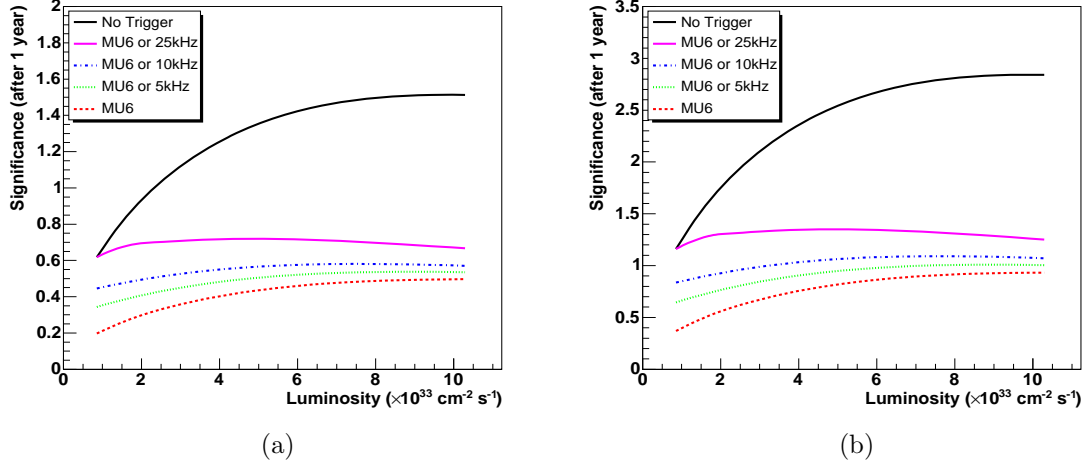 Significance (after 1 year)
2
1.8
1.6
1.4
1.2
1
0.8
0.6
0.4
0.2
0
No Trigger
MU6 or 25kHz
MU6 or 10kHz
MU6 or 5kHz
MU6
0 2 4 6 8 10
Luminosity (×10³³ cm⁻² s⁻¹)
(a)
Significance (after 1 year)
3.5
3
2.5
2
1.5
1
0.5
0
No Trigger
MU6 or 25kHz
MU6 or 10kHz
MU6 or 5kHz
MU6
0 2 4 6 8 10
Luminosity (×10³³ cm⁻² s⁻¹)
(b)